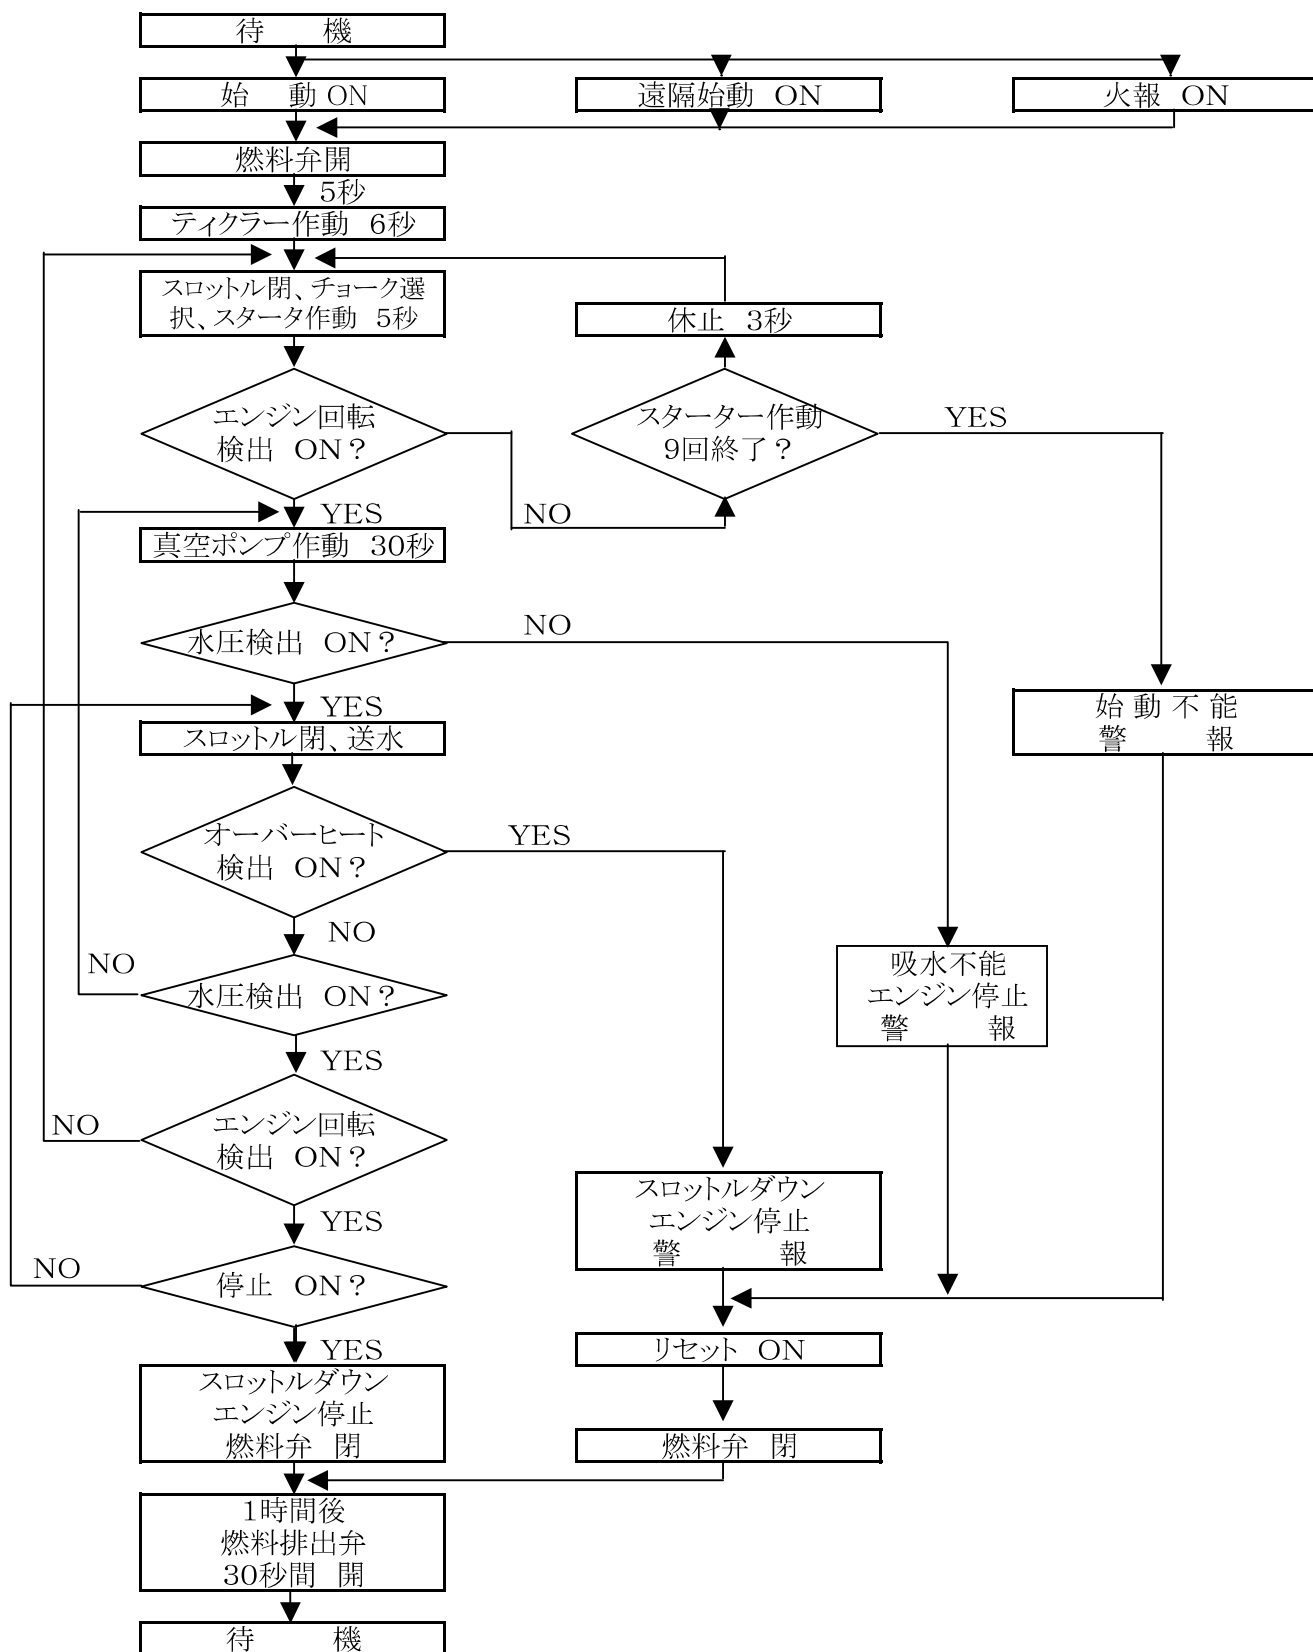 待　　機
始　動 ON
遠隔始動　ON
火報　ON
燃料弁開
5秒
ティクラー作動　6秒
スロットル閉、チョーク選
択、スタータ作動　5秒
休止　3秒
エンジン回転
検出　ON？
スターター作動
9回終了？
YES
YES
NO
真空ポンプ作動　30秒
水圧検出　ON？
NO
YES
スロットル閉、送水
始 動 不 能
警　　報
オーバーヒート
検出　ON？
YES
NO
NO
水圧検出　ON？
吸水不能
エンジン停止
警　　報
YES
NO
エンジン回転
検出　ON？
YES
スロットルダウン
エンジン停止
警　　報
NO
停止　ON？
YES
リセット　ON
スロットルダウン
エンジン停止
燃料弁　閉
燃料弁　閉
1時間後
燃料排出弁
30秒間　開
待　　機